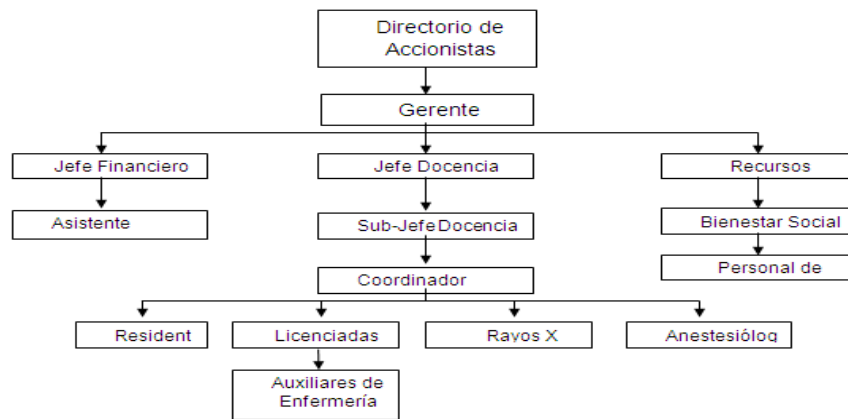 Directorio de
Accionistas
Gerente
Jefe Financiero
Jefe Docencia
Recursos
Asistente
Sub-Jefe Docencia
Bienestar Social
Personal de
Coordinador
Resident
Licenciadas
Rayos X
Anestesiólog
Auxiliares de
Enfermería